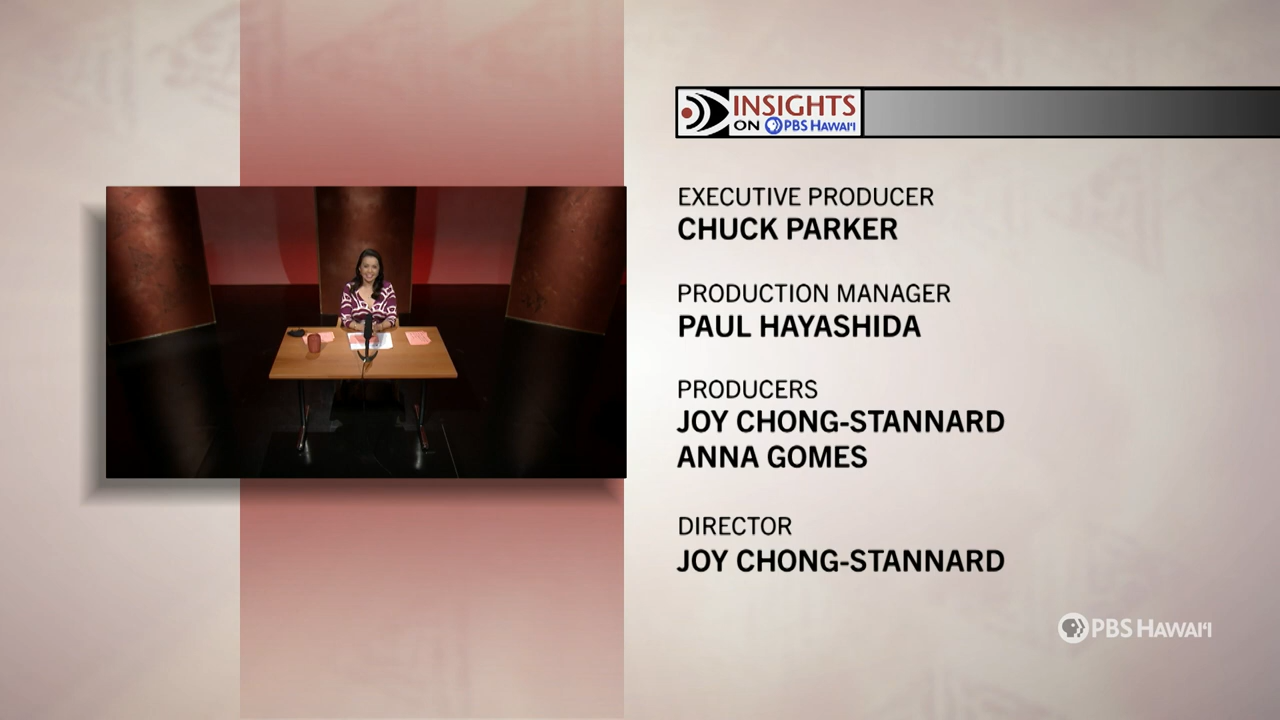 INSIGHTS
ON PBS HAWAIʻI
EXECUTIVE PRODUCER
CHUCK PARKER
PRODUCTION MANAGER
PAUL HAYASHIDA
PRODUCERS
JOY CHONG-STANNARD
ANNA GOMES
DIRECTOR
JOY CHONG-STANNARD
PBS HAWAIʻI